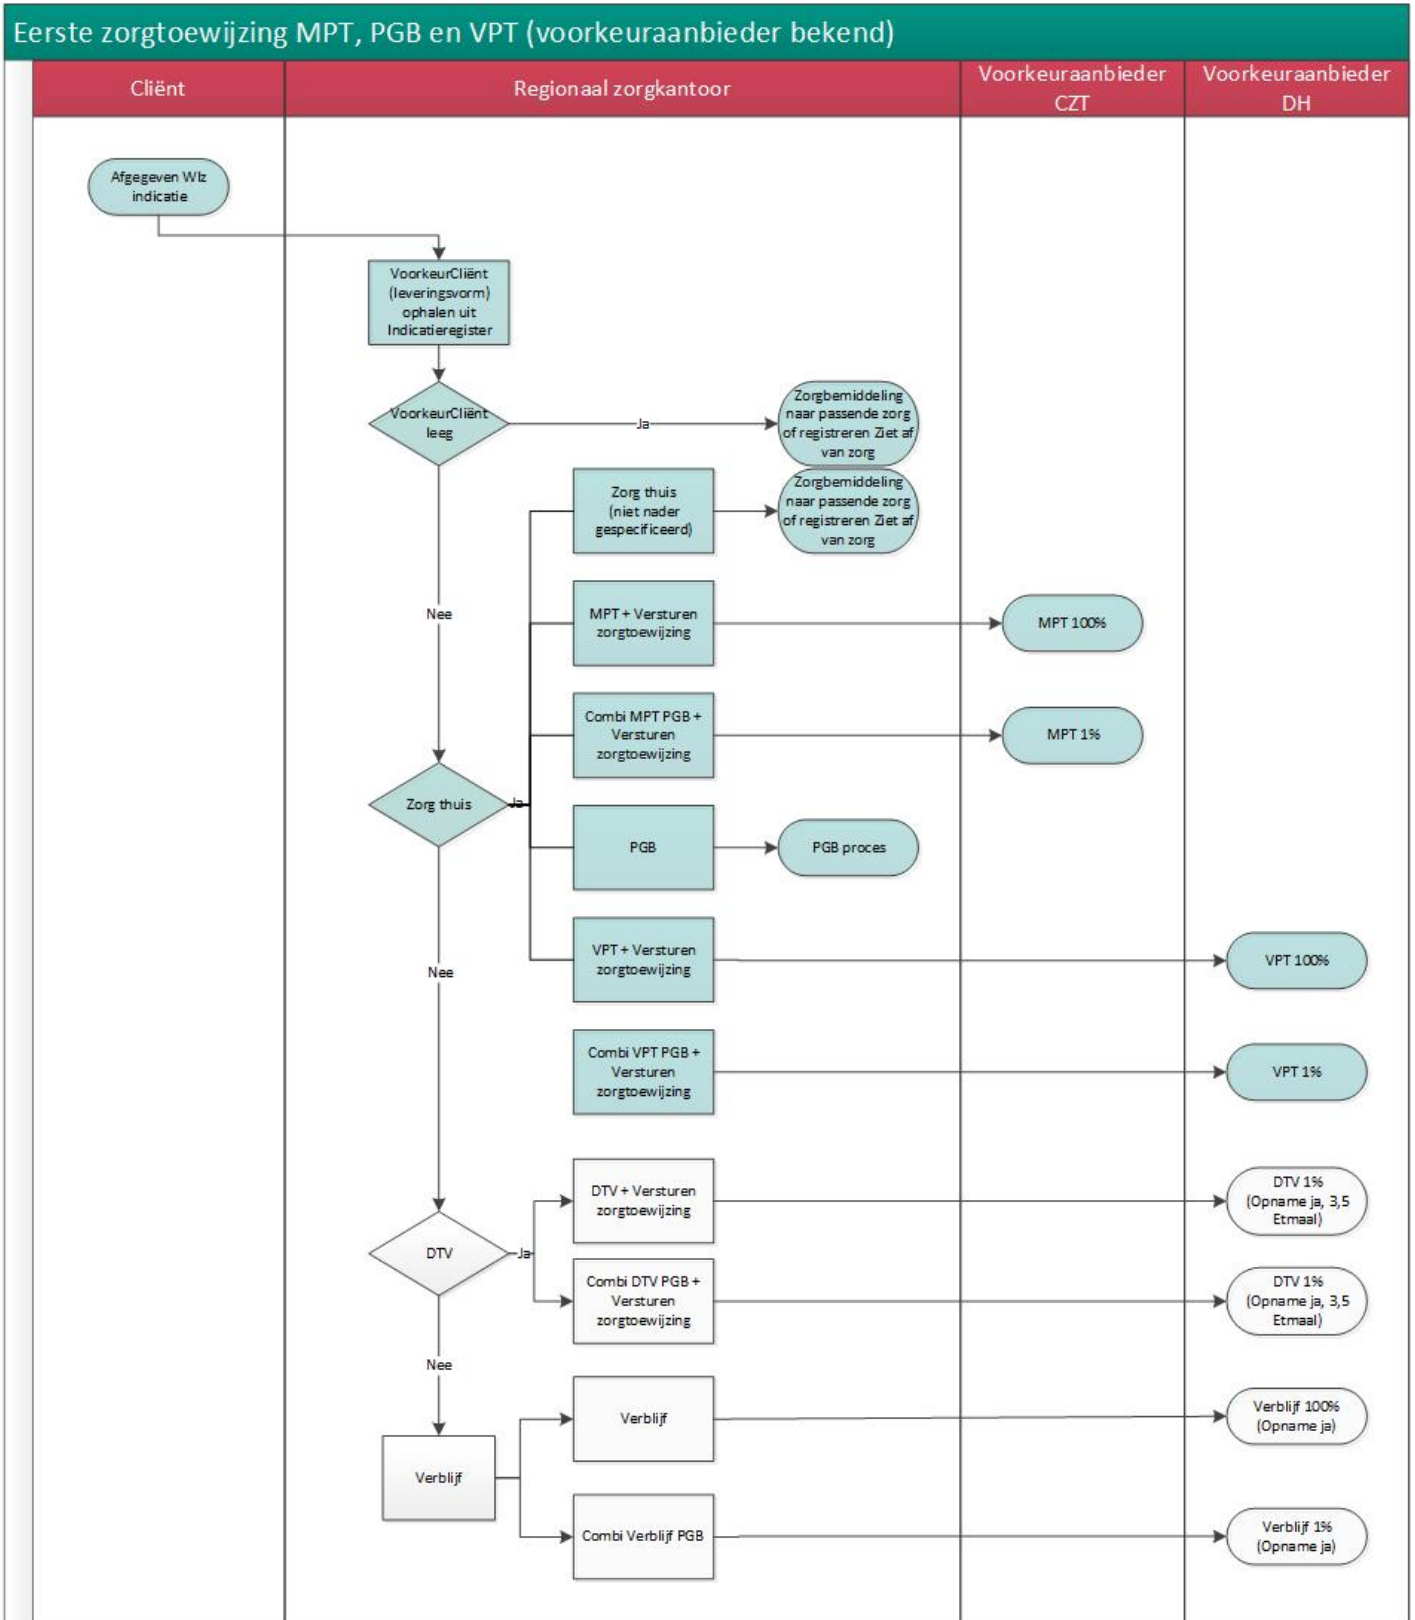 Eerste zorgtoewijzing MPT, PGB en VPT (voorkeuraanbieder bekend)
Cliënt
Regionaal zorgkantoor
Voorkeuraanbieder
CZT
Voorkeuraanbieder
DH
Afgegeven Wlz
indicatie
VoorkeurCliënt
(leveringsvorm)
ophalen uit
Indicatieregister
VoorkeurCliënt
leeg
Ja
Zorgbemiddeling
naar passende zorg
of registreren Ziet af
van zorg
Zorg thuis
(niet nader
gespecificeerd)
Zorgbemiddeling
naar passende zorg
of registreren Ziet af
van zorg
Nee
MPT + Versturen
zorgtoewijzing
MPT 100%
Combi MPT PGB +
Versturen
zorgtoewijzing
MPT 1%
Zorg thuis
Ja
PGB
PGB proces
VPT + Versturen
zorgtoewijzing
VPT 100%
Nee
Combi VPT PGB +
Versturen
zorgtoewijzing
VPT 1%
DTV + Versturen
zorgtoewijzing
DTV 1%
(Opname ja, 3,5
Etmaal)
DTV
Ja
Combi DTV PGB +
Versturen
zorgtoewijzing
DTV 1%
(Opname ja, 3,5
Etmaal)
Nee
Verblijf
Verblijf 100%
(Opname ja)
Verblijf
Combi Verblijf PGB
Verblijf 1%
(Opname ja)